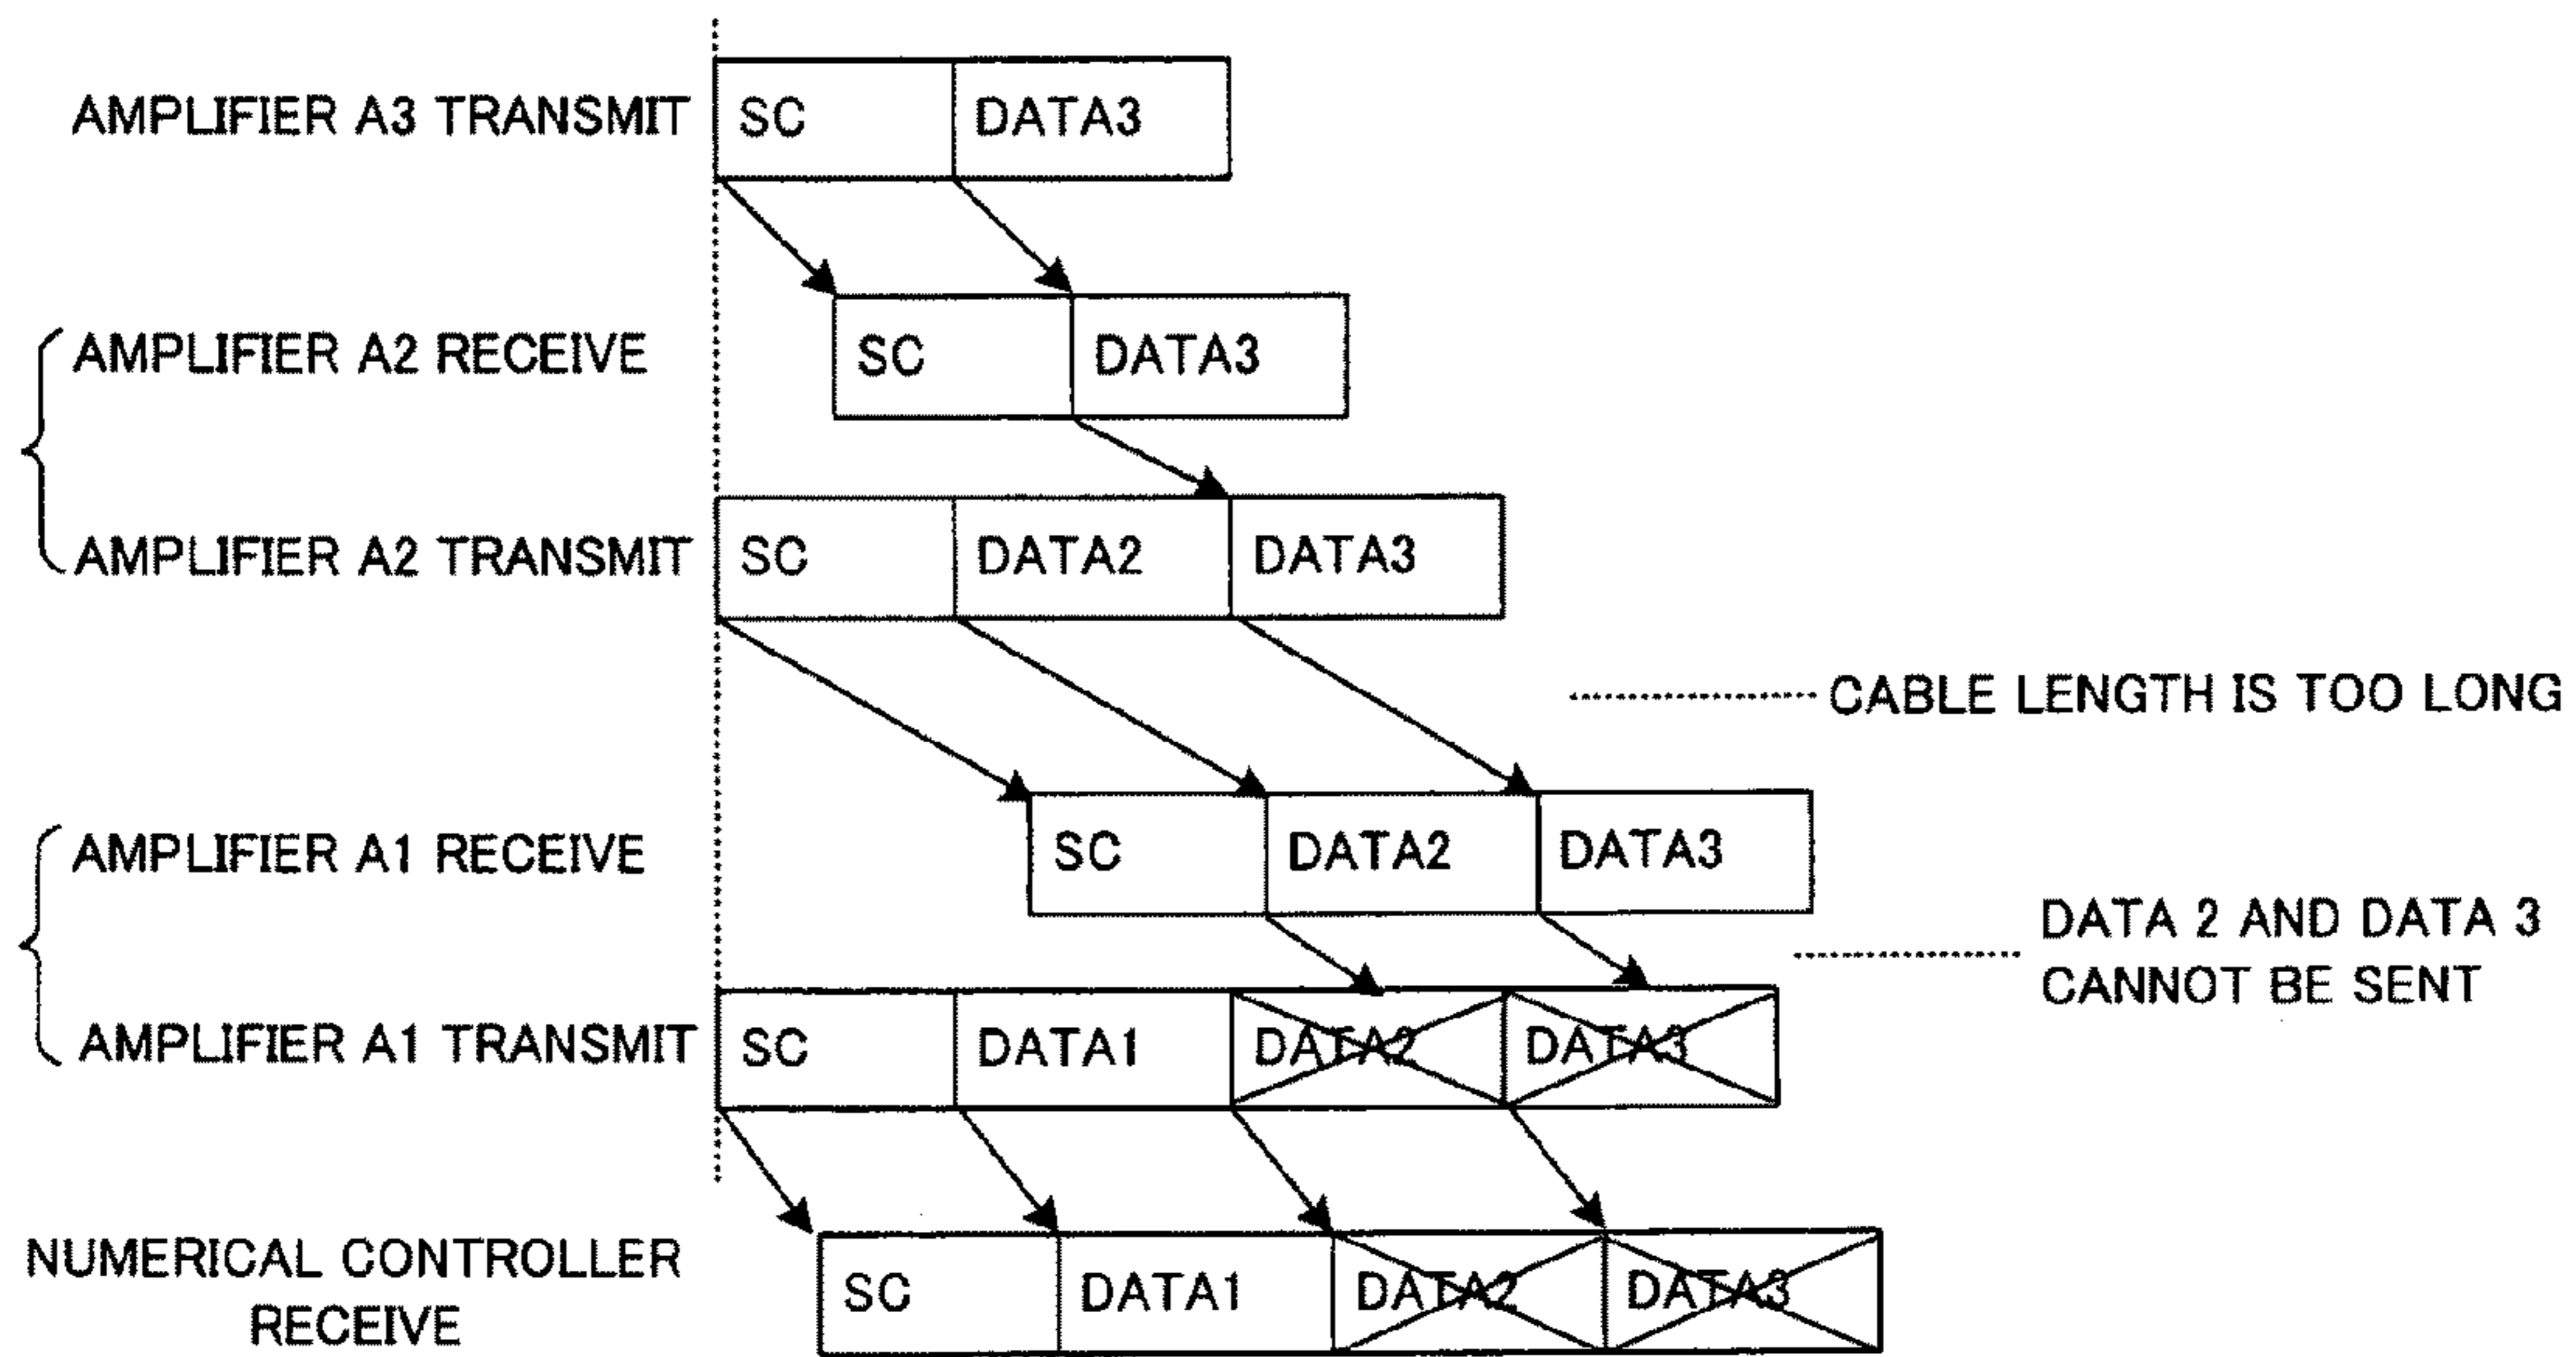 AMPLIFIER A3 TRANSMIT SC DATA3
AMPLIFIER A2 RECEIVE SC DATA3
AMPLIFIER A2 TRANSMIT SC DATA2 DATA3
CABLE LENGTH IS TOO LONG
AMPLIFIER A1 RECEIVE SC DATA2 DATA3
DATA 2 AND DATA 3
CANNOT BE SENT
AMPLIFIER A1 TRANSMIT SC DATA1 DATA2 DATA3
NUMERICAL CONTROLLER
RECEIVE
SC DATA1 DATA2 DATA3